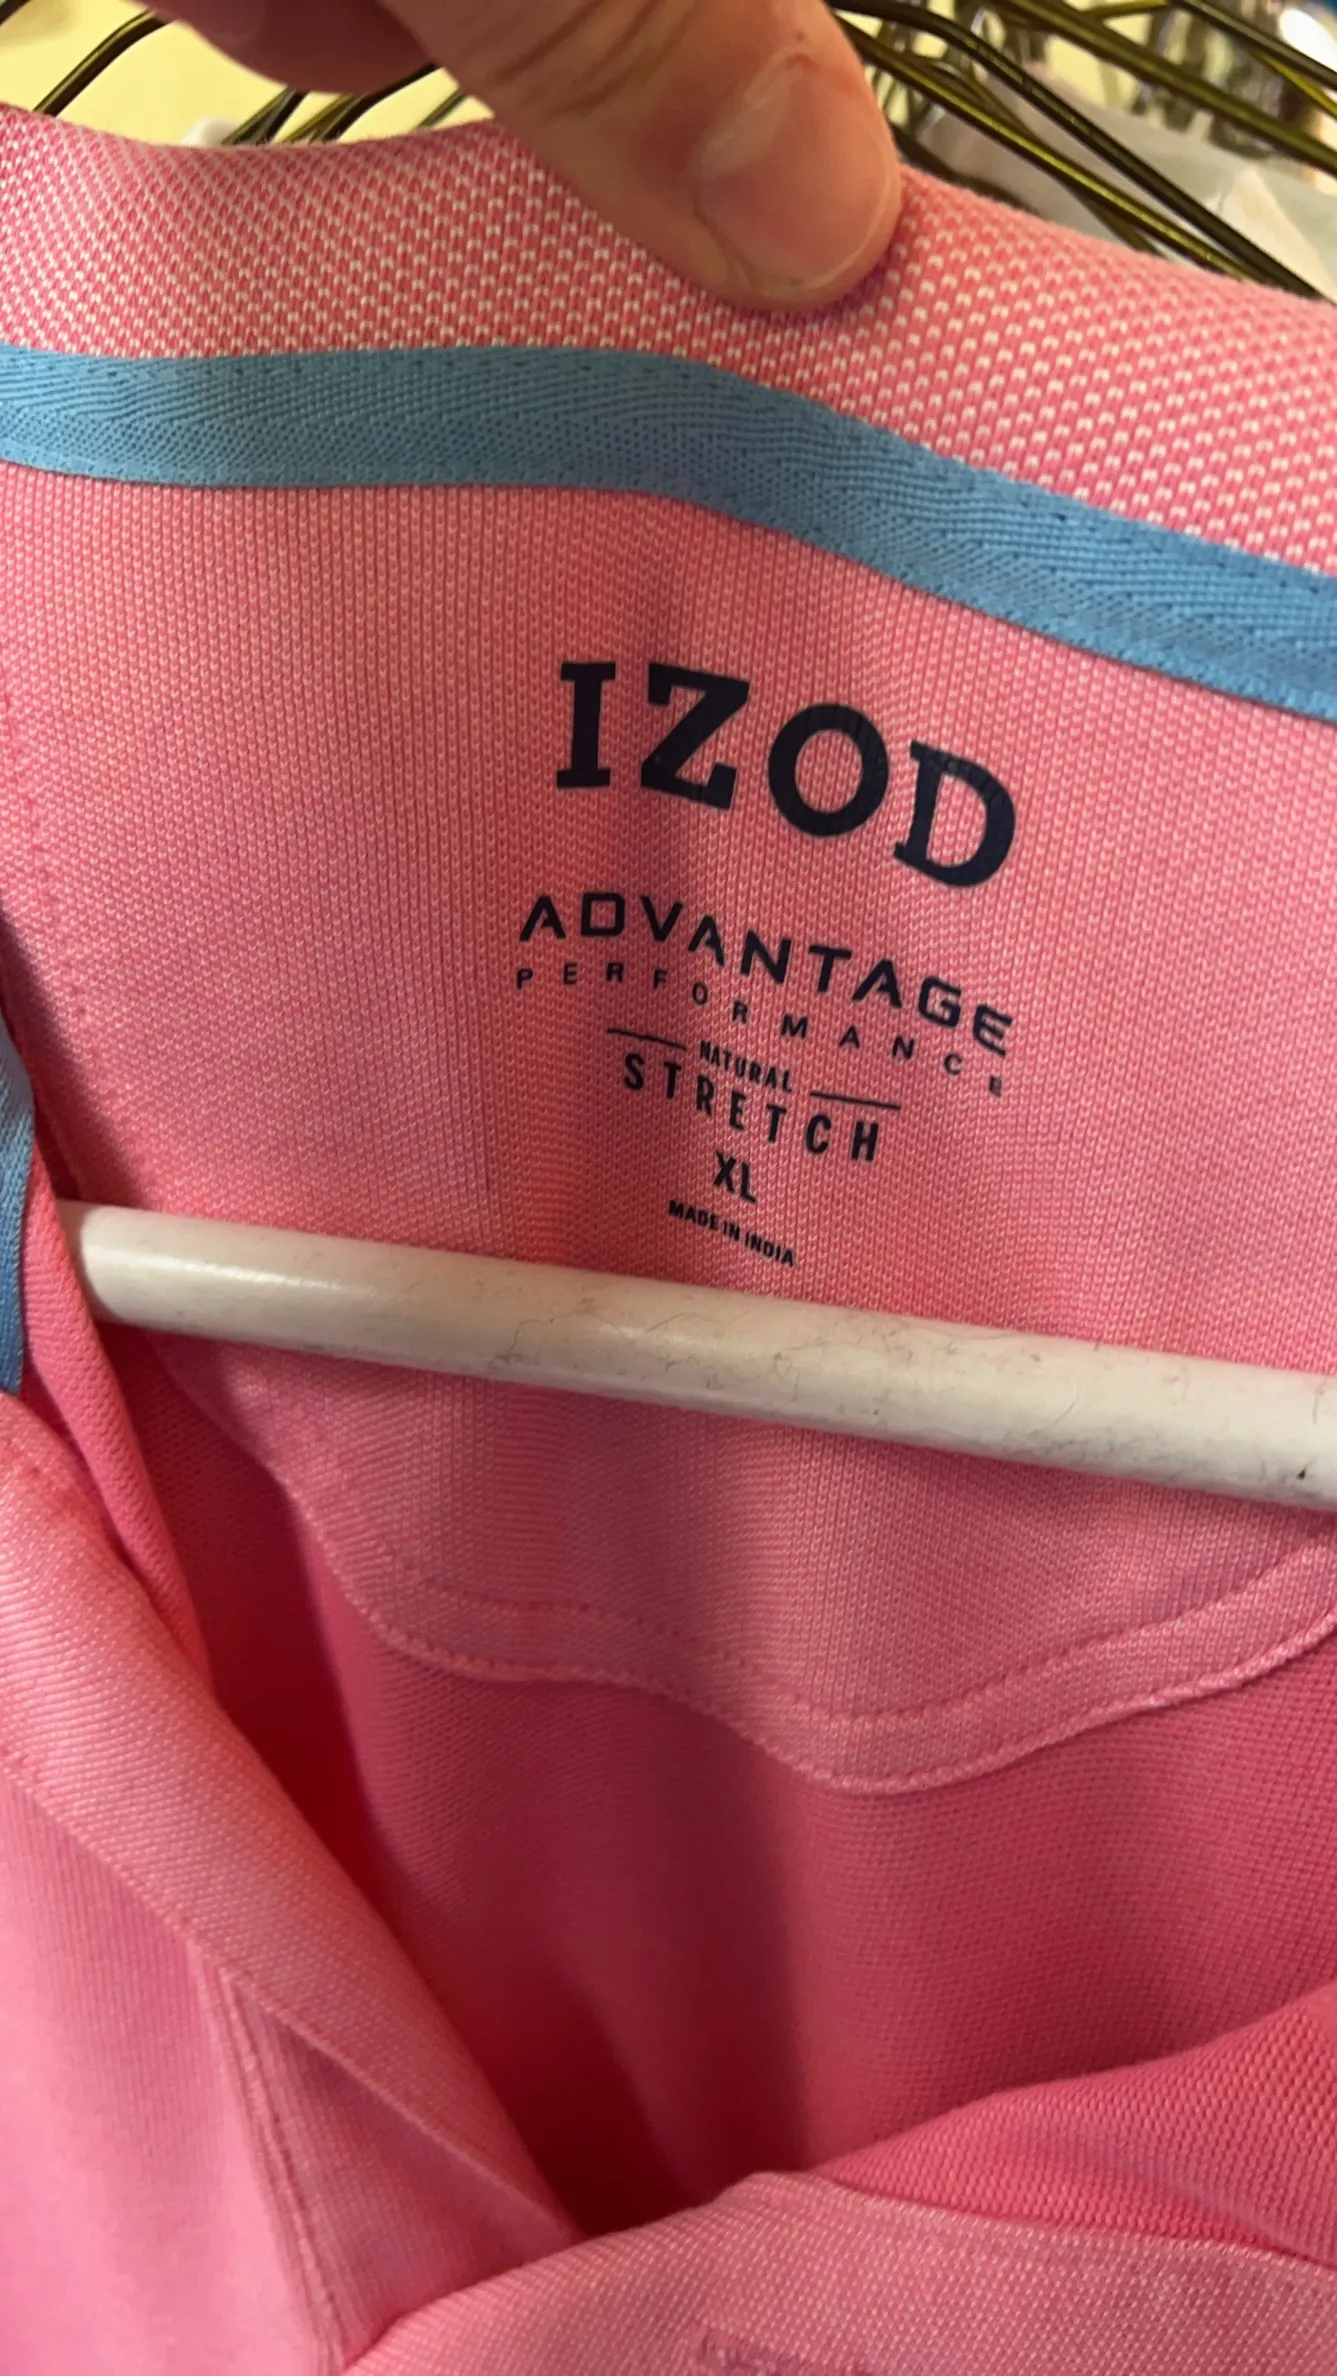 IZOD
ADVANTAGE
PERFORMANCE
NATURAL
STRETCH
XL
MADE IN INDIA